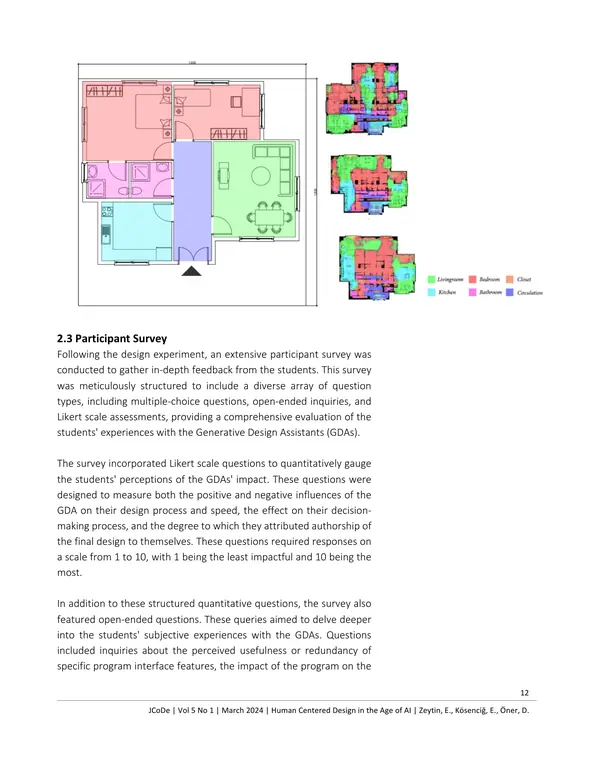 Livingroom Bedroom Closet
Kitchen Bathroom Circulation
2.3 Participant Survey
Following the design experiment, an extensive participant survey was
conducted to gather in-depth feedback from the students. This survey
was meticulously structured to include a diverse array of question
types, including multiple-choice questions, open-ended inquiries, and
Likert scale assessments, providing a comprehensive evaluation of the
students' experiences with the Generative Design Assistants (GDAs).
The survey incorporated Likert scale questions to quantitatively gauge
the students' perceptions of the GDAs' impact. These questions were
designed to measure both the positive and negative influences of the
GDA on their design process and speed, the effect on their decision-
making process, and the degree to which they attributed authorship of
the final design to themselves. These questions required responses on
a scale from 1 to 10, with 1 being the least impactful and 10 being the
most.
In addition to these structured quantitative questions, the survey also
featured open-ended questions. These queries aimed to delve deeper
into the students' subjective experiences with the GDAs. Questions
included inquiries about the perceived usefulness or redundancy of
specific program interface features, the impact of the program on the
12
JCoDe | Vol 5 No 1 | March 2024 | Human Centered Design in the Age of AI | Zeytin, E., Kösenciğ, E., Öner, D.